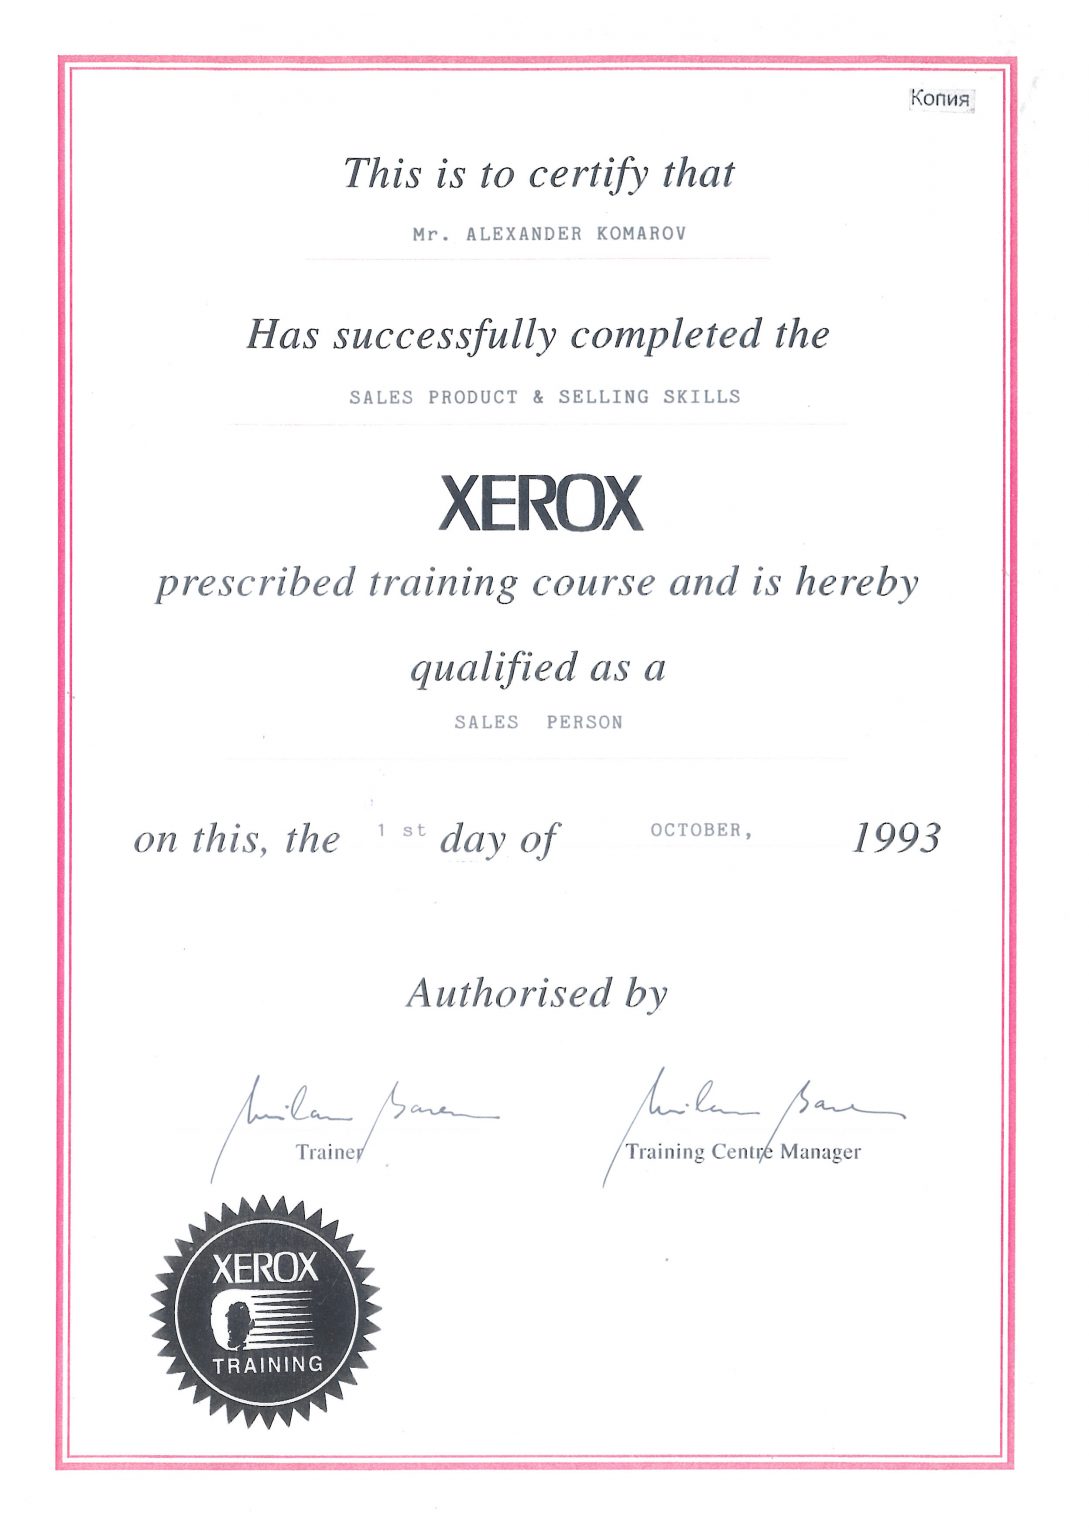 Копия
This is to certify that
Mr. ALEXANDER KOMAROV
Has successfully completed the
SALES PRODUCT & SELLING SKILLS
XEROX
prescribed training course and is hereby
qualified as a
SALES PERSON
on this, the 1 st day of OCTOBER, 1993
Authorised by
Trainer Training Centre Manager
XEROX
TRAINING